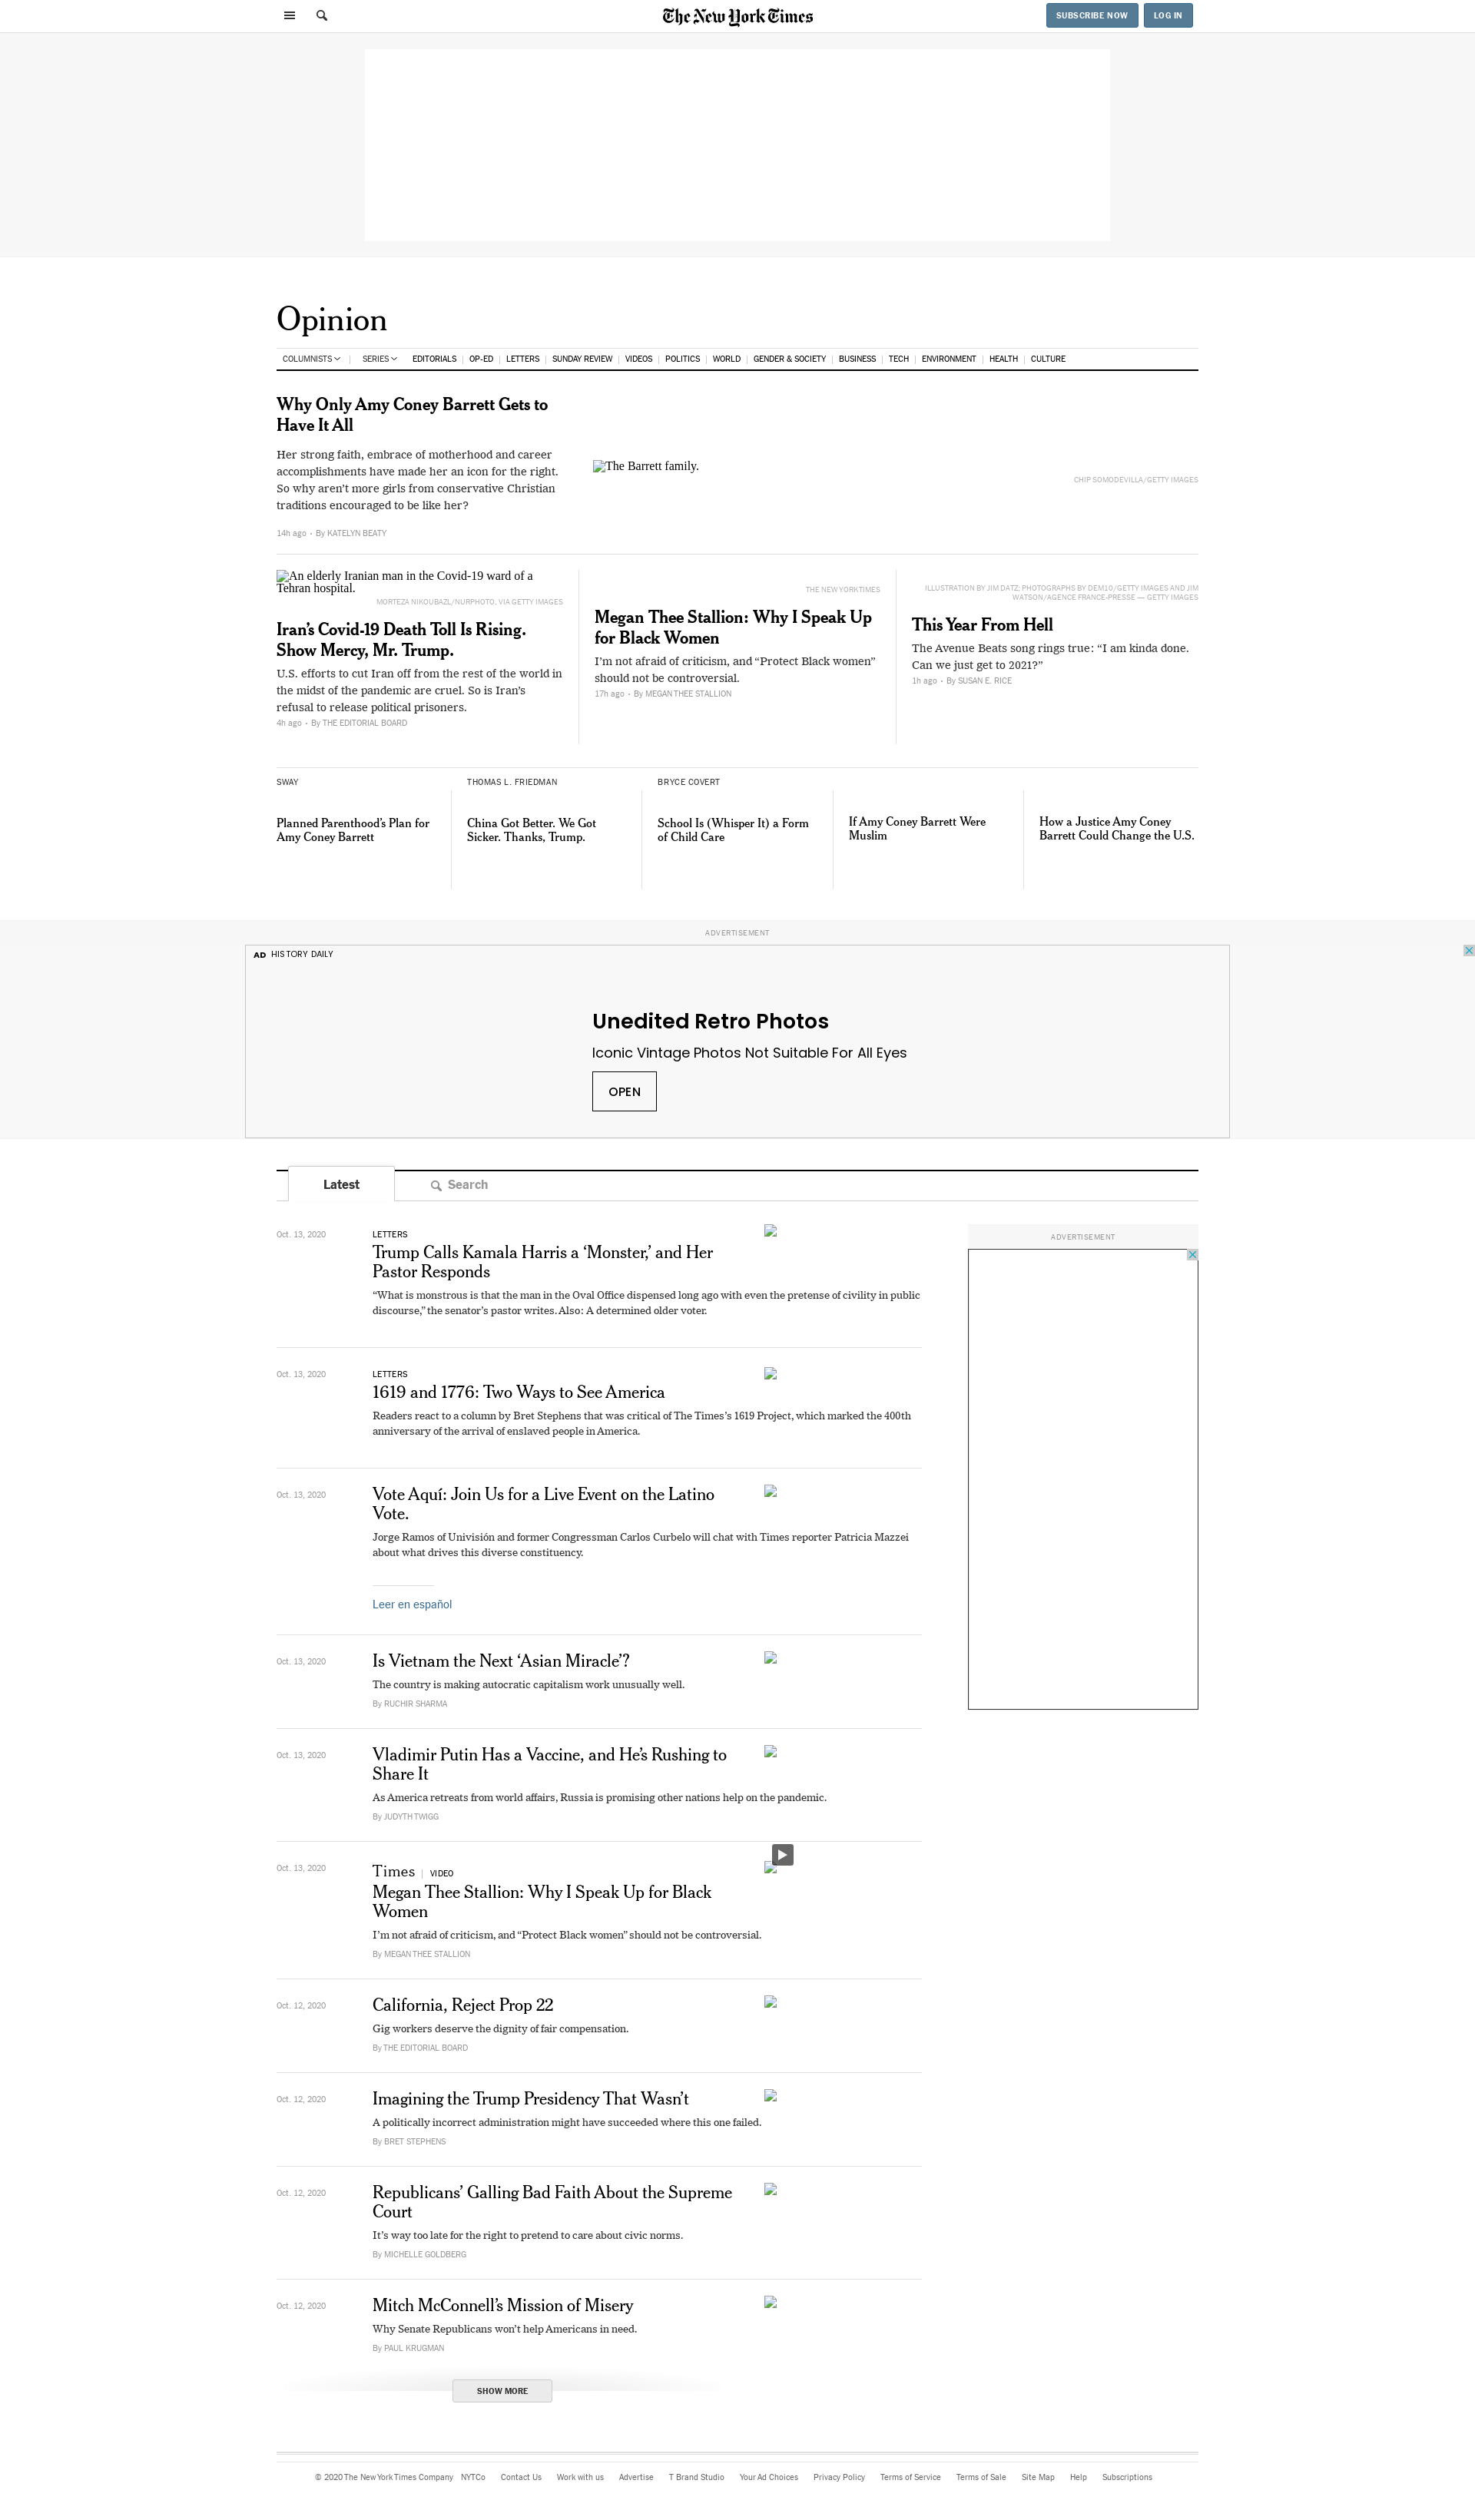 The New York Times
SUBSCRIBE NOW
LOG IN
Opinion
COLUMNISTS SERIES EDITORIALS OP-ED LETTERS SUNDAY REVIEW VIDEOS POLITICS WORLD GENDER & SOCIETY BUSINESS TECH ENVIRONMENT HEALTH CULTURE
Why Only Amy Coney Barrett Gets to
Have It All
Her strong faith, embrace of motherhood and career
accomplishments have made her an icon for the right.
So why aren’t more girls from conservative Christian
traditions encouraged to be like her?
14h ago • By KATELYN BEATY
The Barrett family.
CHIP SOMODEVILLA/GETTY IMAGES
An elderly Iranian man in the Covid-19 ward of a
Tehran hospital.
MORTEZA NIKOUBAZL/NURPHOTO, VIA GETTY IMAGES
Iran’s Covid-19 Death Toll Is Rising.
Show Mercy, Mr. Trump.
U.S. efforts to cut Iran off from the rest of the world in
the midst of the pandemic are cruel. So is Iran’s
refusal to release political prisoners.
4h ago • By THE EDITORIAL BOARD
THE NEW YORK TIMES
Megan Thee Stallion: Why I Speak Up
for Black Women
I’m not afraid of criticism, and “Protect Black women”
should not be controversial.
17h ago • By MEGAN THEE STALLION
ILLUSTRATION BY JIM DATZ; PHOTOGRAPHS BY DEM10/GETTY IMAGES AND JIM
WATSON/AGENCE FRANCE-PRESSE — GETTY IMAGES
This Year From Hell
The Avenue Beats song rings true: “I am kinda done.
Can we just get to 2021?”
1h ago • By SUSAN E. RICE
SWAY
Planned Parenthood’s Plan for
Amy Coney Barrett
THOMAS L. FRIEDMAN
China Got Better. We Got
Sicker. Thanks, Trump.
BRYCE COVERT
School Is (Whisper It) a Form
of Child Care
If Amy Coney Barrett Were
Muslim
How a Justice Amy Coney
Barrett Could Change the U.S.
ADVERTISEMENT
AD HISTORY DAILY
Unedited Retro Photos
Iconic Vintage Photos Not Suitable For All Eyes
OPEN
Latest
Search
Oct. 13, 2020
LETTERS
Trump Calls Kamala Harris a ‘Monster,’ and Her
Pastor Responds
“What is monstrous is that the man in the Oval Office dispensed long ago with even the pretense of civility in public
discourse,” the senator’s pastor writes. Also: A determined older voter.
ADVERTISEMENT
Oct. 13, 2020
LETTERS
1619 and 1776: Two Ways to See America
Readers react to a column by Bret Stephens that was critical of The Times’s 1619 Project, which marked the 400th
anniversary of the arrival of enslaved people in America.
Oct. 13, 2020
Vote Aquí: Join Us for a Live Event on the Latino
Vote.
Jorge Ramos of Univisión and former Congressman Carlos Curbelo will chat with Times reporter Patricia Mazzei
about what drives this diverse constituency.
Leer en español
Oct. 13, 2020
Is Vietnam the Next ‘Asian Miracle’?
The country is making autocratic capitalism work unusually well.
By RUCHIR SHARMA
Oct. 13, 2020
Vladimir Putin Has a Vaccine, and He’s Rushing to
Share It
As America retreats from world affairs, Russia is promising other nations help on the pandemic.
By JUDYTH TWIGG
Oct. 13, 2020
Times VIDEO
Megan Thee Stallion: Why I Speak Up for Black
Women
I’m not afraid of criticism, and “Protect Black women” should not be controversial.
By MEGAN THEE STALLION
Oct. 12, 2020
California, Reject Prop 22
Gig workers deserve the dignity of fair compensation.
By THE EDITORIAL BOARD
Oct. 12, 2020
Imagining the Trump Presidency That Wasn’t
A politically incorrect administration might have succeeded where this one failed.
By BRET STEPHENS
Oct. 12, 2020
Republicans’ Galling Bad Faith About the Supreme
Court
It’s way too late for the right to pretend to care about civic norms.
By MICHELLE GOLDBERG
Oct. 12, 2020
Mitch McConnell’s Mission of Misery
Why Senate Republicans won’t help Americans in need.
By PAUL KRUGMAN
SHOW MORE
© 2020 The New York Times Company NYTCo Contact Us Work with us Advertise T Brand Studio Your Ad Choices Privacy Policy Terms of Service Terms of Sale Site Map Help Subscriptions